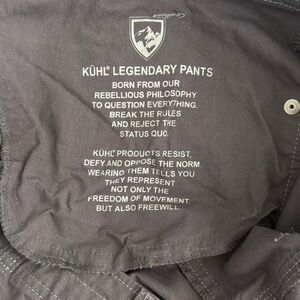 KÜHL® LEGENDARY PANTS
BORN FROM OUR
REBELLIOUS PHILOSOPHY
TO QUESTION EVERYTHING.
BREAK THE RULES
AND REJECT THE
STATUS QUO.
KÜHL® PRODUCTS RESIST,
DEFY AND OPPOSE THE NORM.
WEARING THEM TELLS YOU
THEY REPRESENT
NOT ONLY THE
FREEDOM OF MOVEMENT,
BUT ALSO FREEWILL.